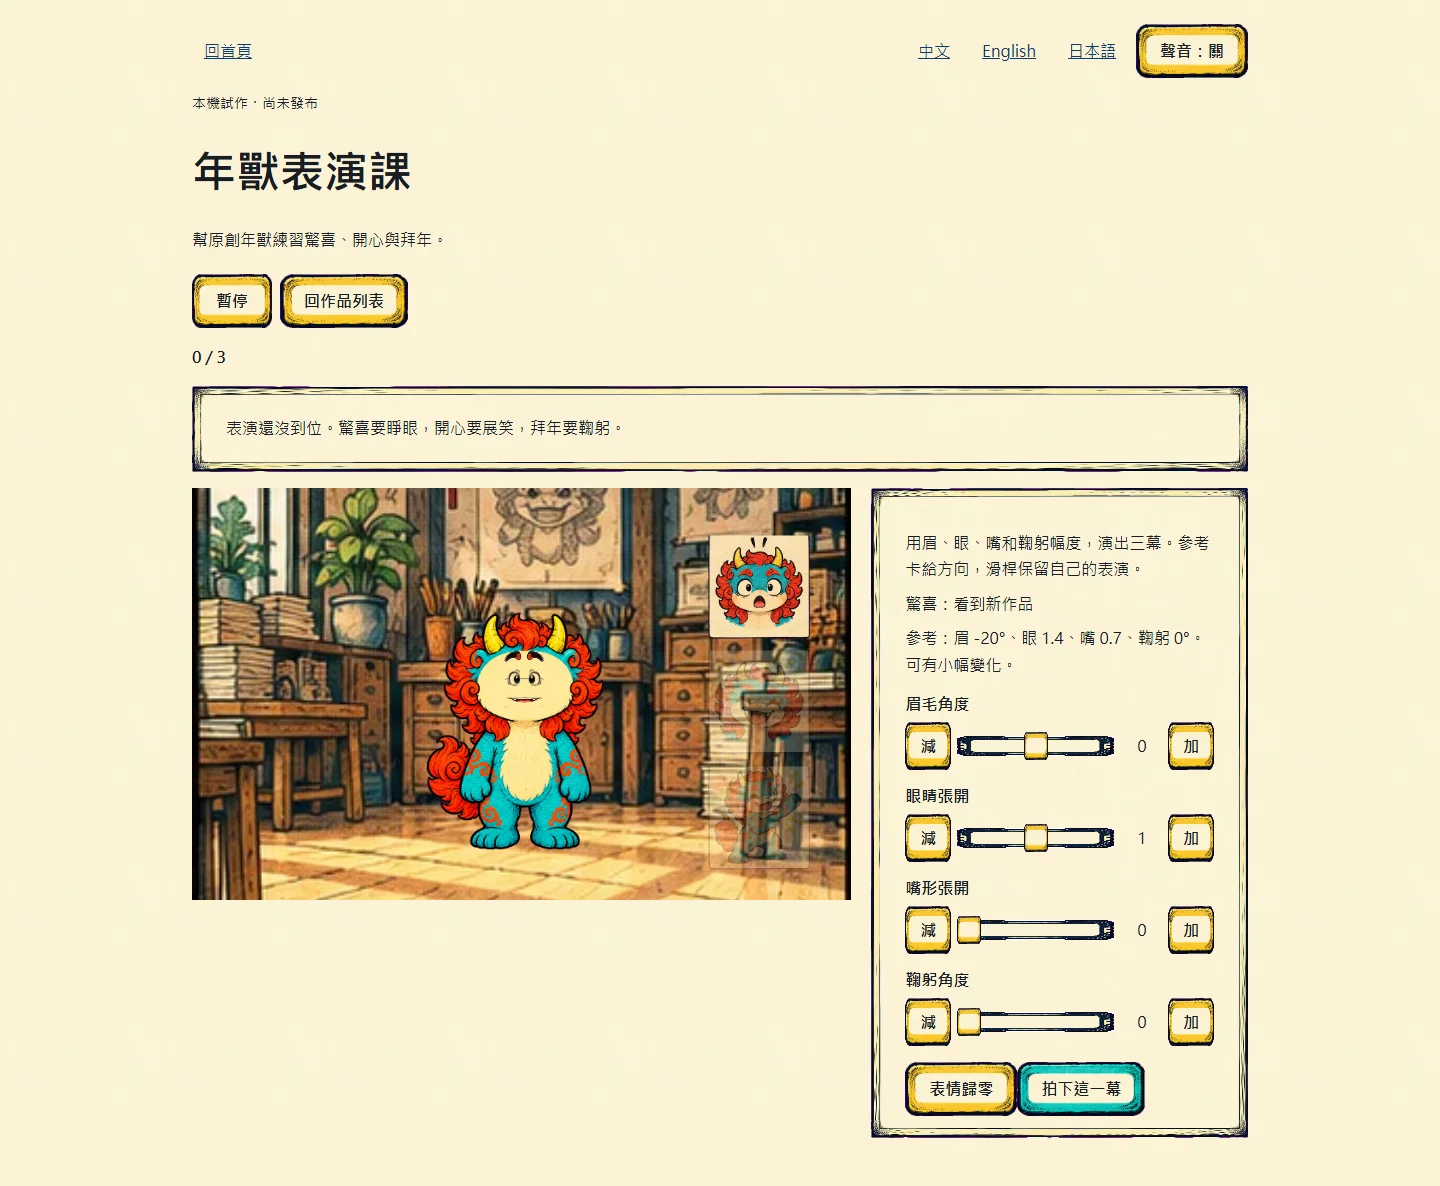 回首頁
中文
English
日本語
聲音：關
本機試作・尚未發布
年獸表演課
幫原創年獸練習驚喜、開心與拜年。
暫停
回作品列表
0 / 3
表演還沒到位。驚喜要睜眼，開心要展笑，拜年要鞠躬。
用眉、眼、嘴和鞠躬幅度，演出三幕。參考
卡給方向，滑桿保留自己的表演。
驚喜：看到新作品
參考：眉 -20°、眼 1.4、嘴 0.7、鞠躬 0°。
可有小幅變化。
眉毛角度
減
0
加
眼睛張開
減
1
加
嘴形張開
減
0
加
鞠躬角度
減
0
加
表情歸零
拍下這一幕